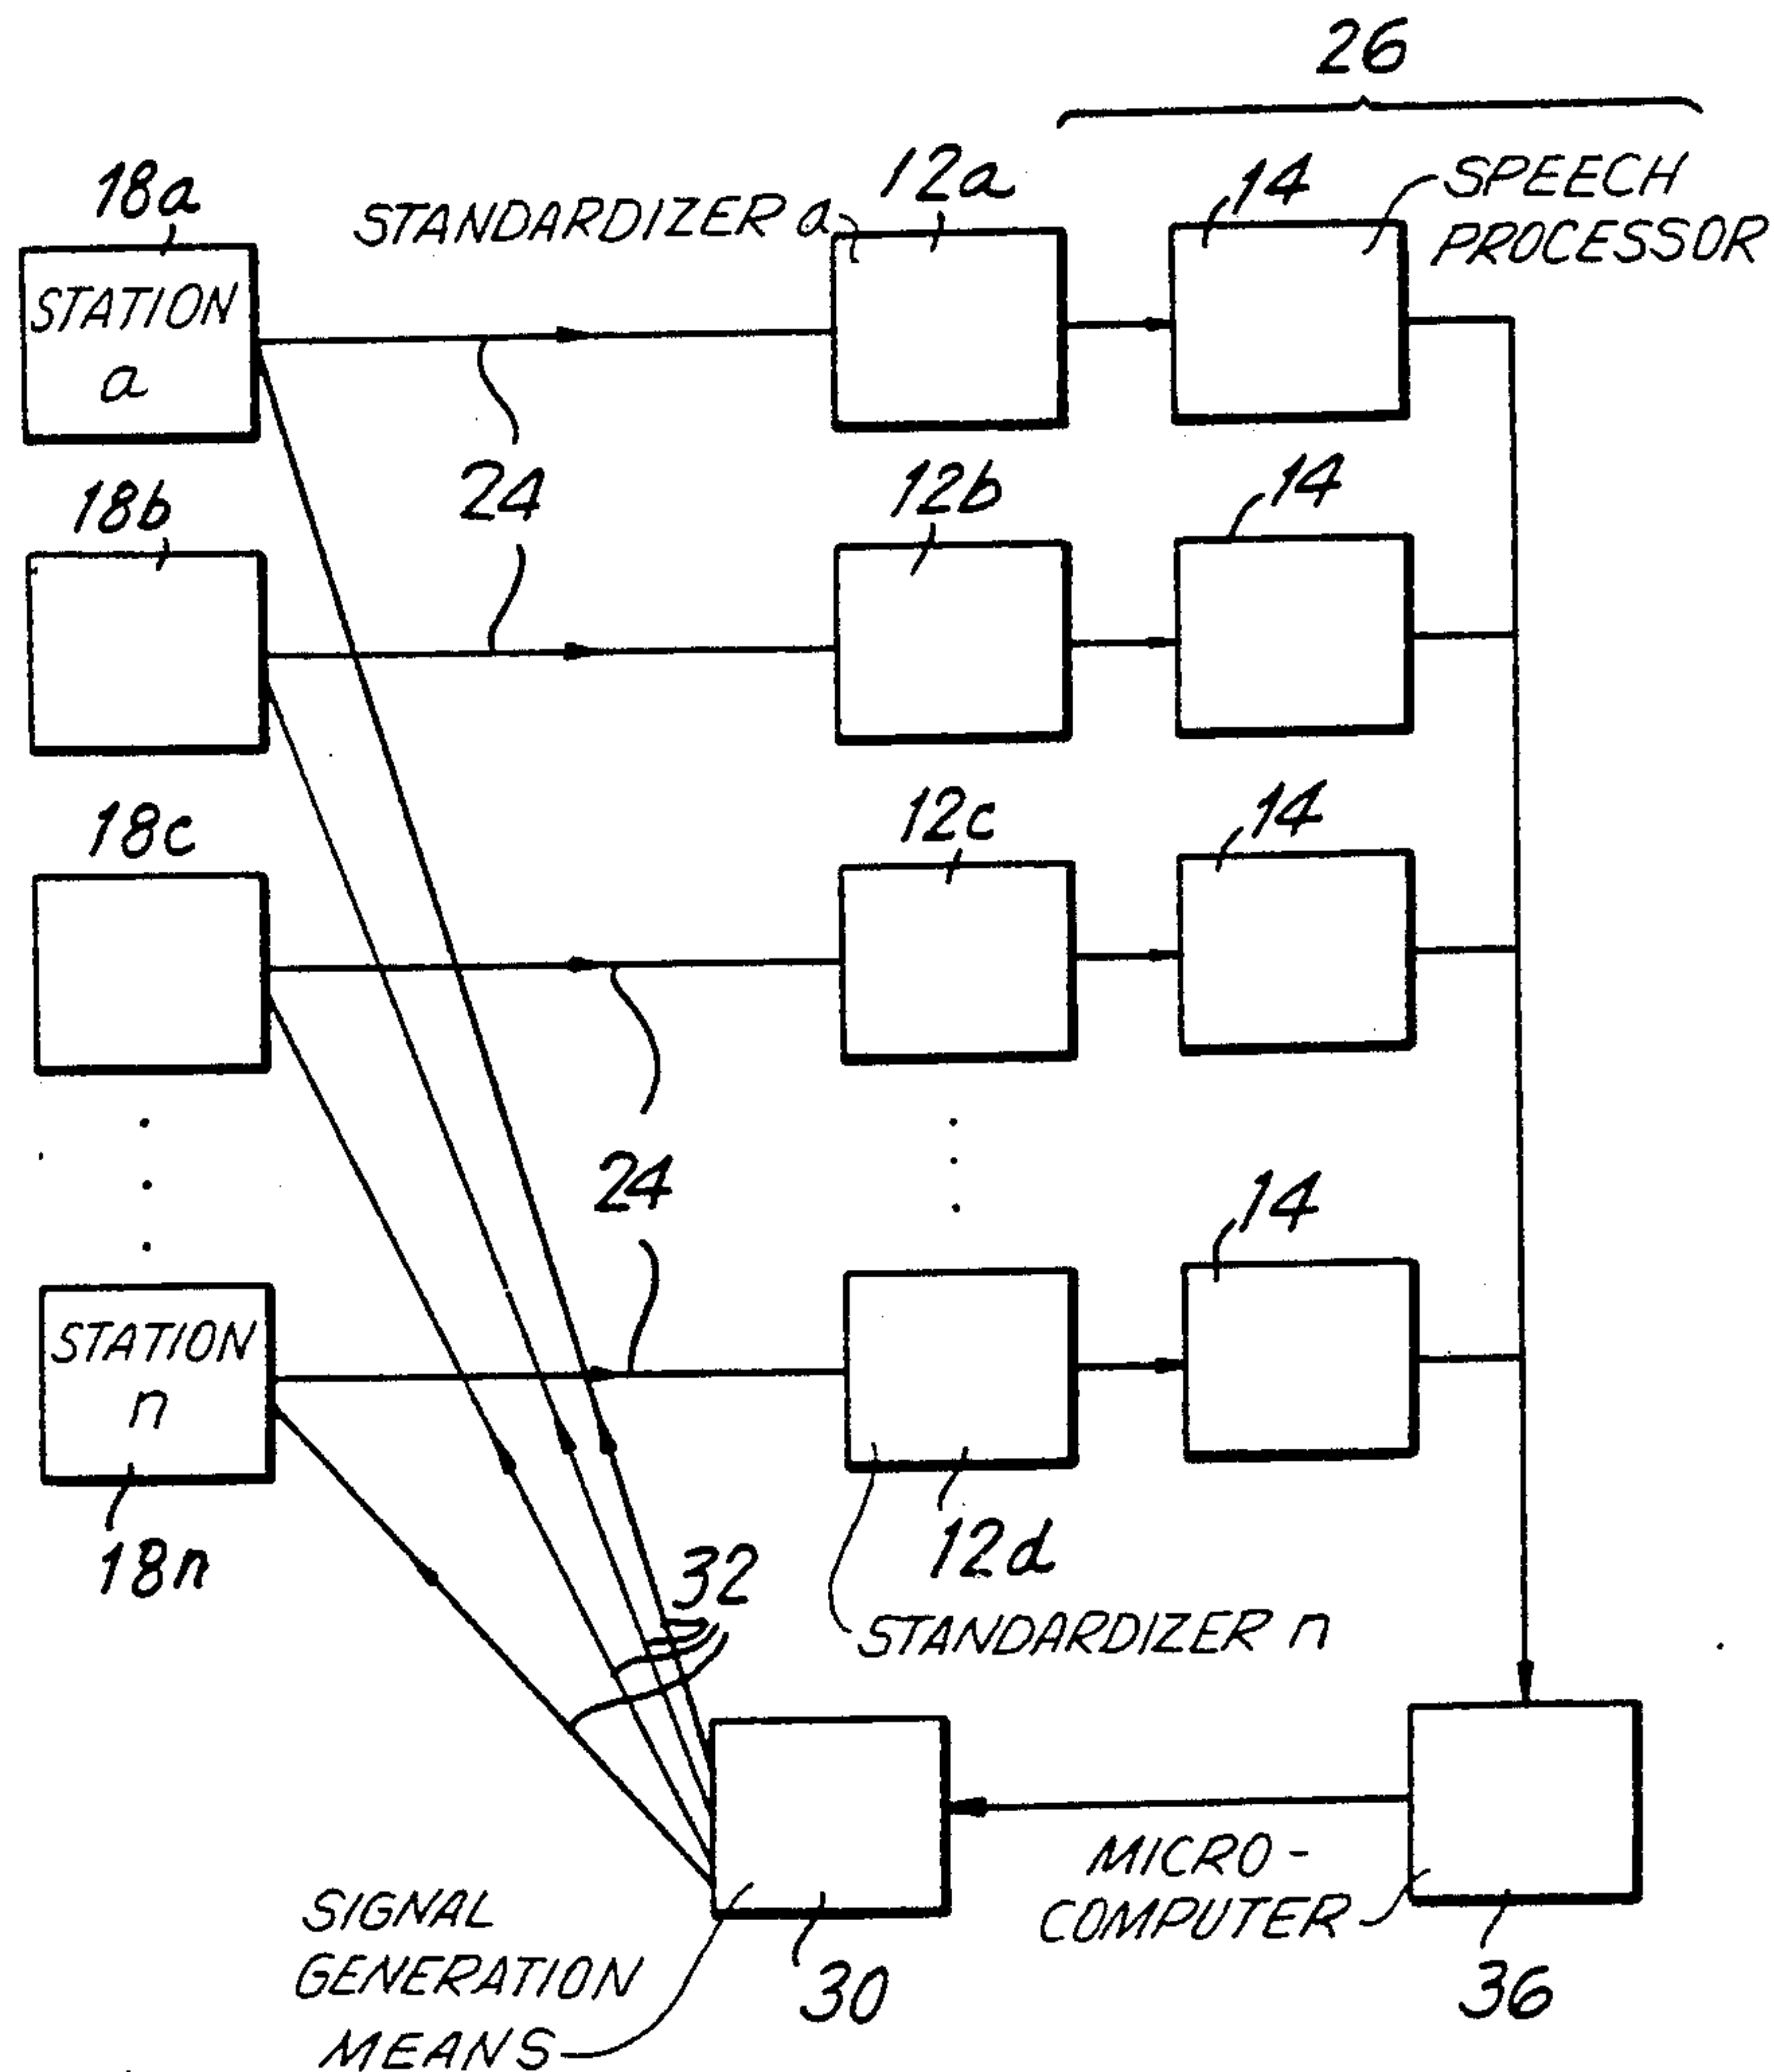 26
18a
STANDARDIZER a
12a
14
SPEECH
PROCESSOR
STATION
a
24
18b
12b
14
18c
12c
14
24
14
STATION
n
18n
12d
32
STANDARDIZER n
MICRO-
COMPUTER
SIGNAL
GENERATION
MEANS
30
36